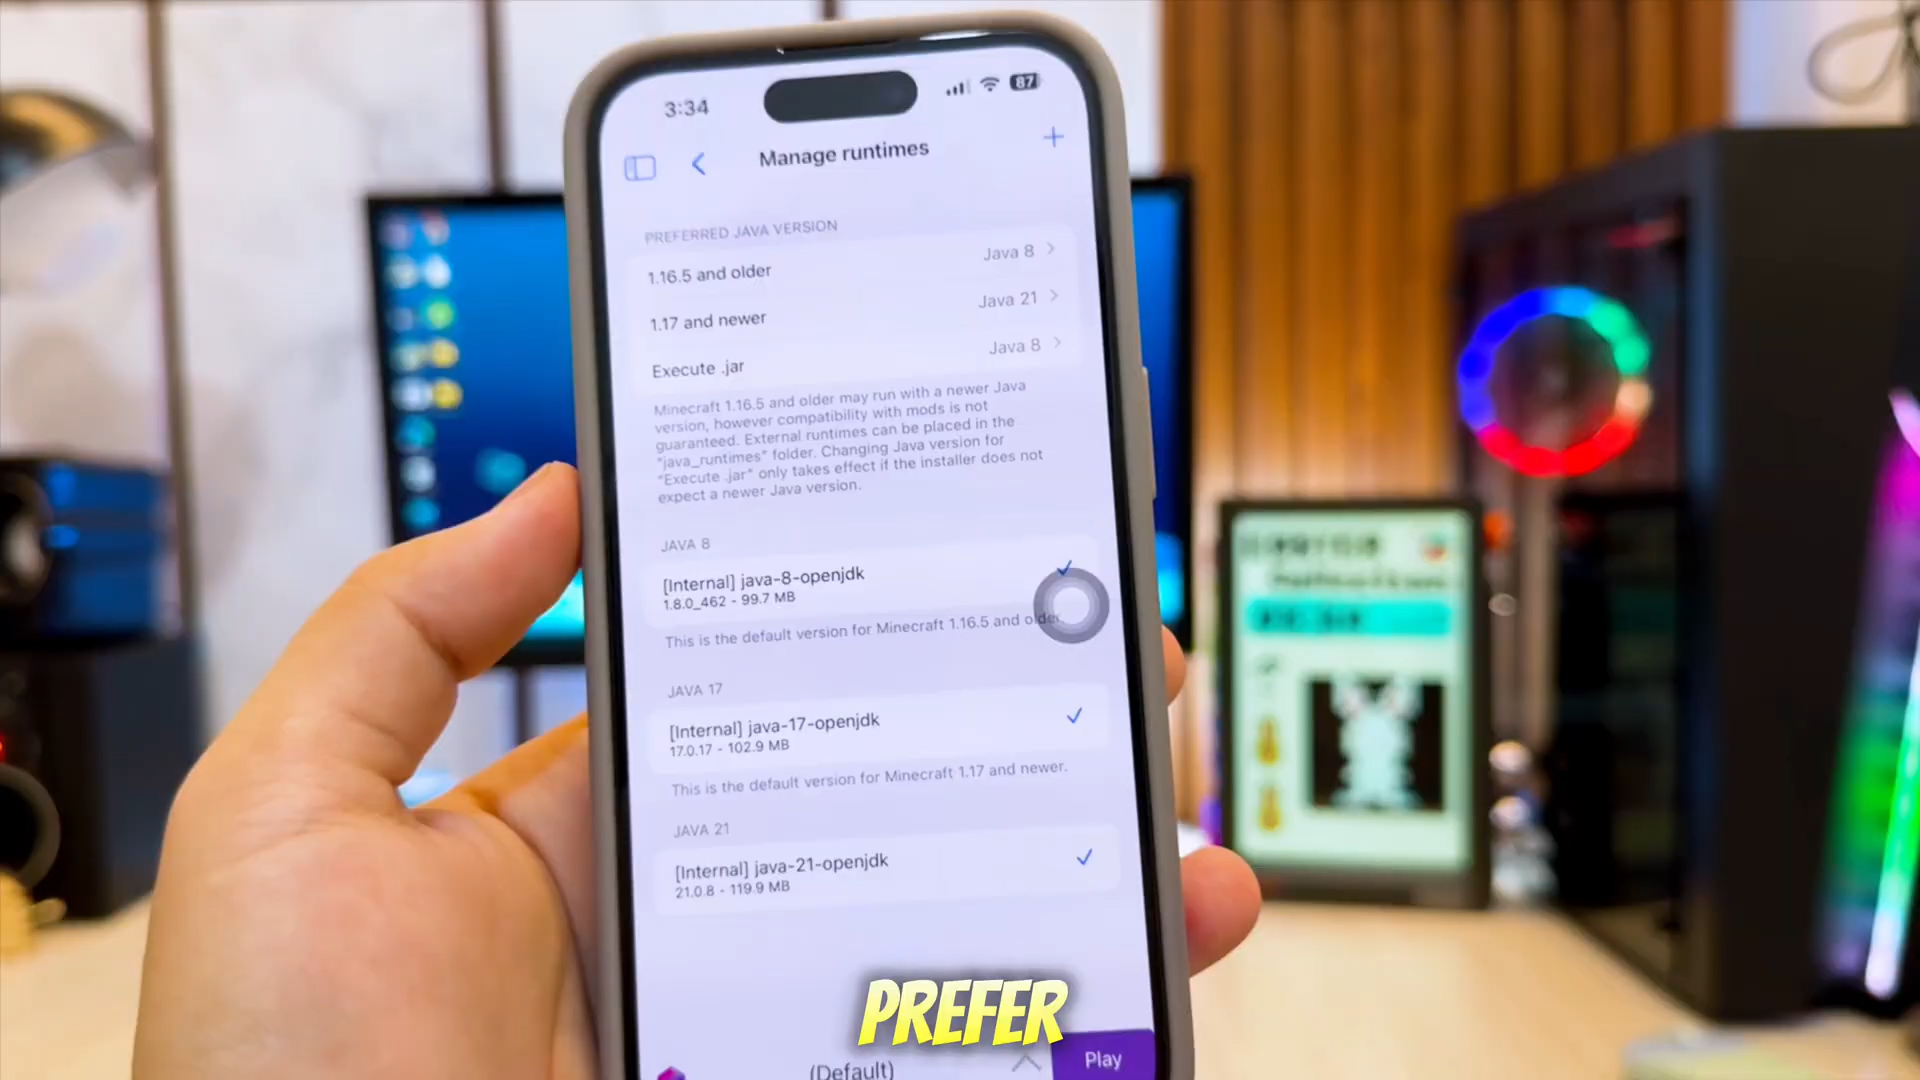 3:34
87
Manage runtimes
PREFERRED JAVA VERSION
1.16.5 and older
Java 8
1.17 and newer
Java 21
Execute .jar
Java 8
Minecraft 1.16.5 and older may run with a newer Java
version, however compatibility with mods is not
guaranteed. External runtimes can be placed in the
"java_runtimes" folder. Changing Java version for
"Execute .jar" only takes effect if the installer does not
expect a newer Java version.
JAVA 8
[Internal] java-8-openjdk
1.8.0_462 - 99.7 MB
This is the default version for Minecraft 1.16.5 and older.
JAVA 17
[Internal] java-17-openjdk
17.0.17 - 102.9 MB
This is the default version for Minecraft 1.17 and newer.
JAVA 21
[Internal] java-21-openjdk
21.0.8 - 119.9 MB
PREFER
(Default)
Play